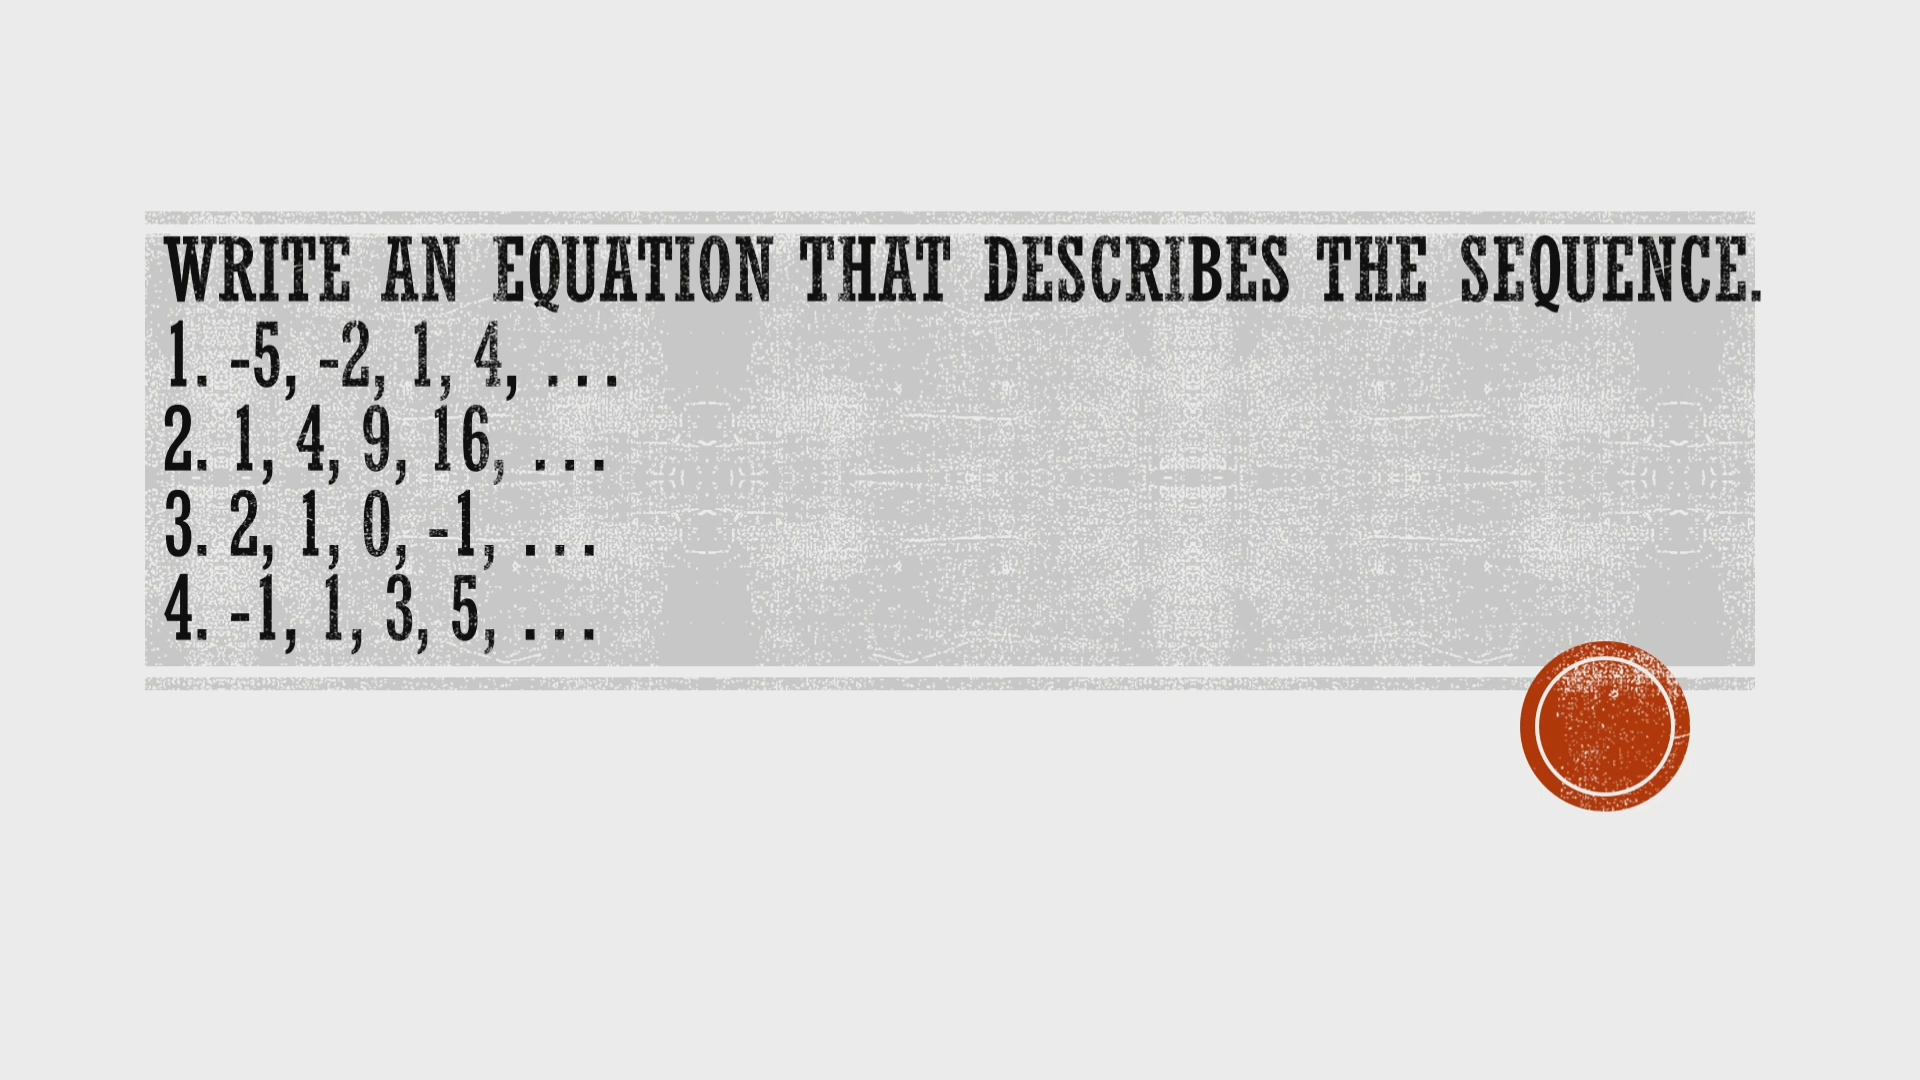 WRITE AN EQUATION THAT DESCRIBES THE SEQUENCE.
1. -5, -2, 1, 4, . . .
2. 1, 4, 9, 16, . . .
3. 2, 1, 0, -1, . . .
4. -1, 1, 3, 5, . . .